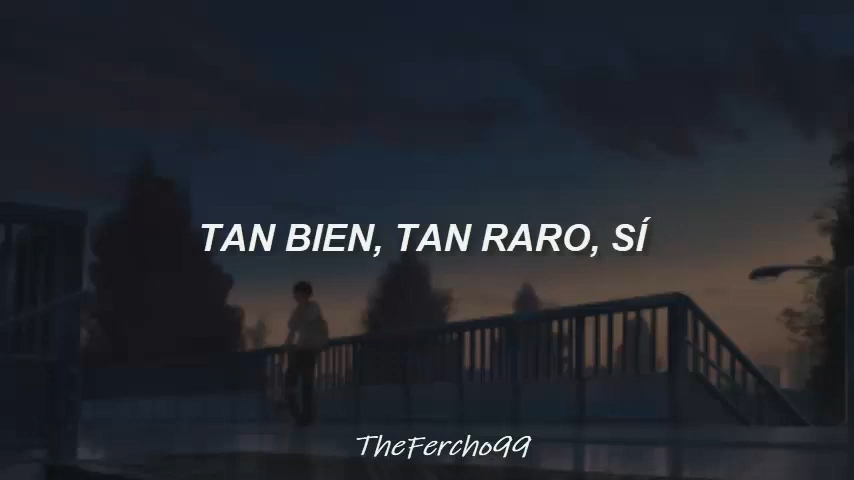 TAN BIEN, TAN RARO, SÍ
TheFercho99